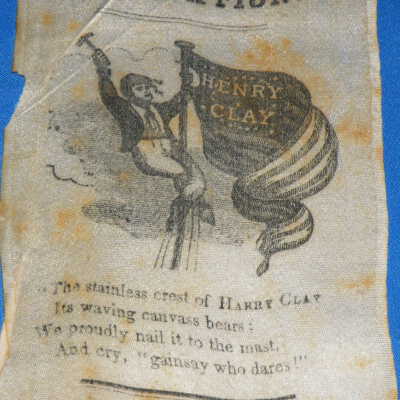 HENRY
CLAY
"The stainless crest of HARRY CLAY
Its waving canvass bears:
We proudly nail it to the mast,
And cry, "gainsay who dares!"